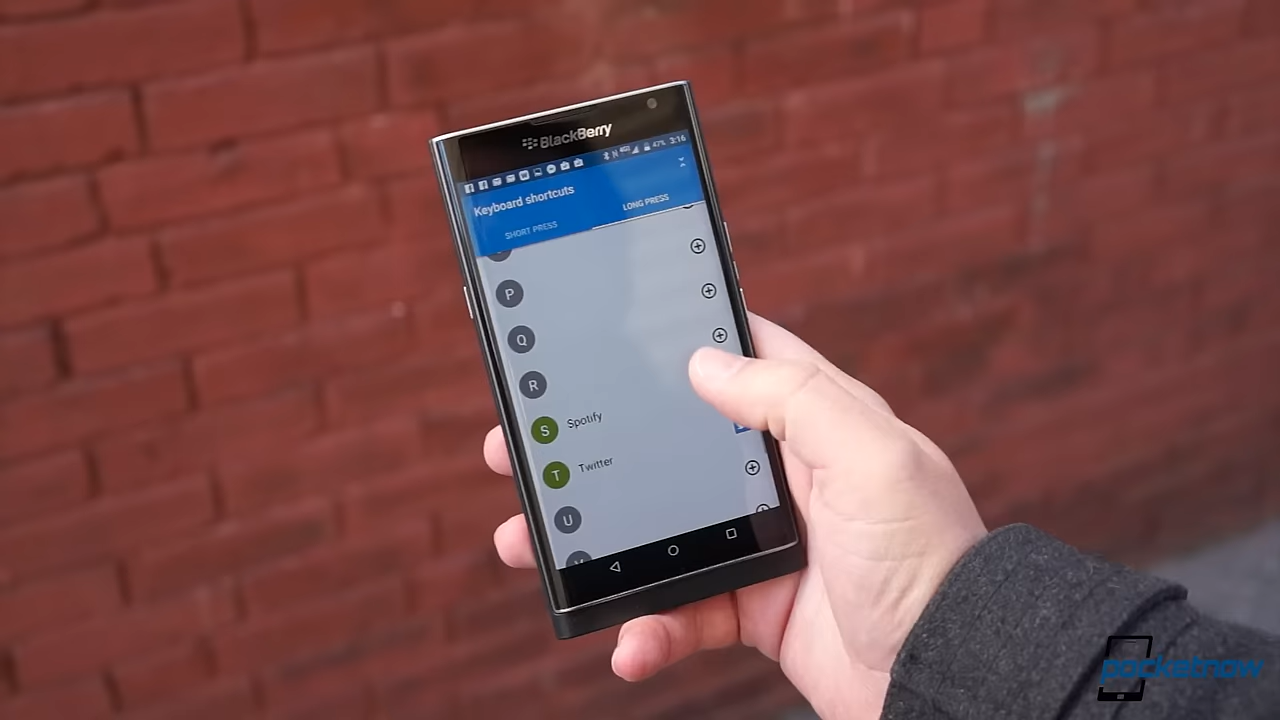 BlackBerry
47% 3:16
Keyboard shortcuts
SHORT PRESS
LONG PRESS
P
Q
R
S Spotify
T Twitter
U
pocketnow